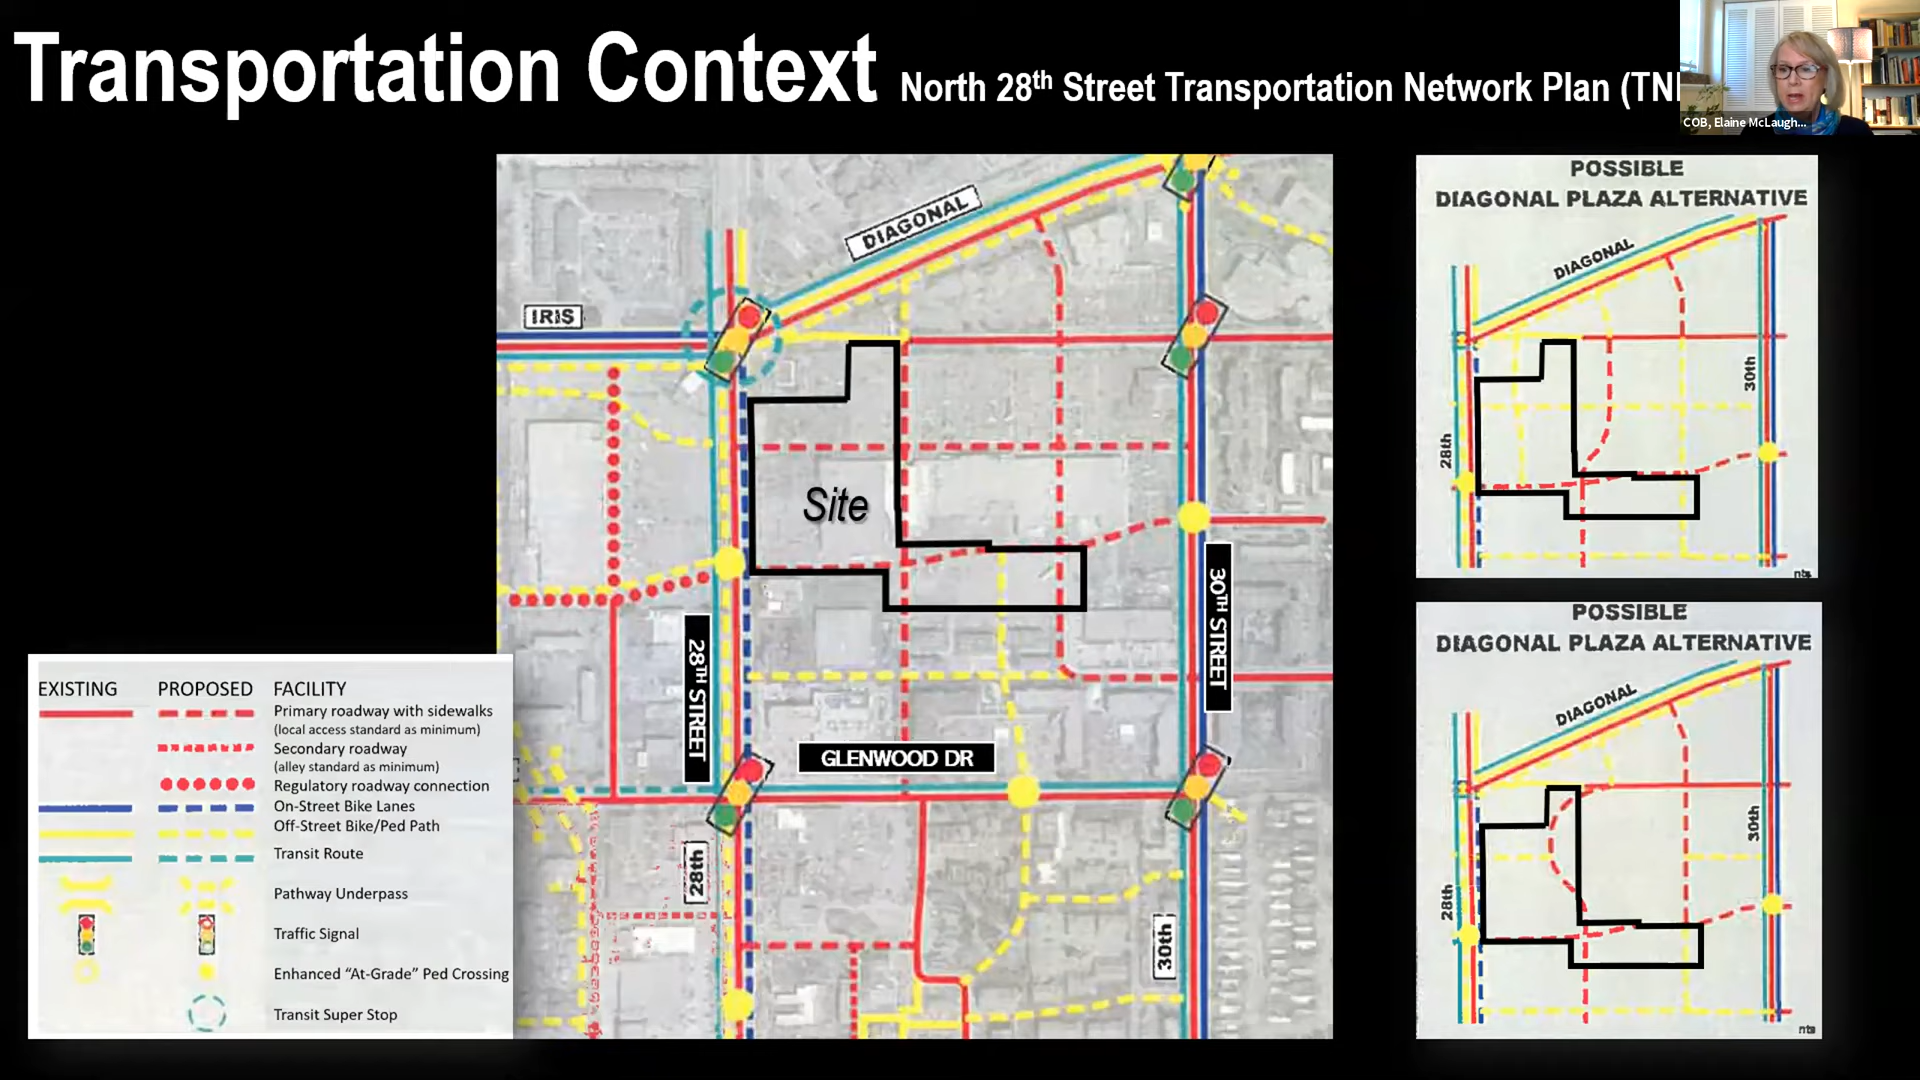 Transportation Context North 28th Street Transportation Network Plan (TN
COB, Elaine McLaugh...
DIAGONAL
IRIS
Site
28TH STREET
30TH STREET
GLENWOOD DR
28th
30th
EXISTING PROPOSED FACILITY
Primary roadway with sidewalks
(local access standard as minimum)
Secondary roadway
(alley standard as minimum)
Regulatory roadway connection
On-Street Bike Lanes
Off-Street Bike/Ped Path
Transit Route
Pathway Underpass
Traffic Signal
Enhanced “At-Grade” Ped Crossing
Transit Super Stop
POSSIBLE
DIAGONAL PLAZA ALTERNATIVE
DIAGONAL
30th
28th
nts
POSSIBLE
DIAGONAL PLAZA ALTERNATIVE
DIAGONAL
30th
28th
nts